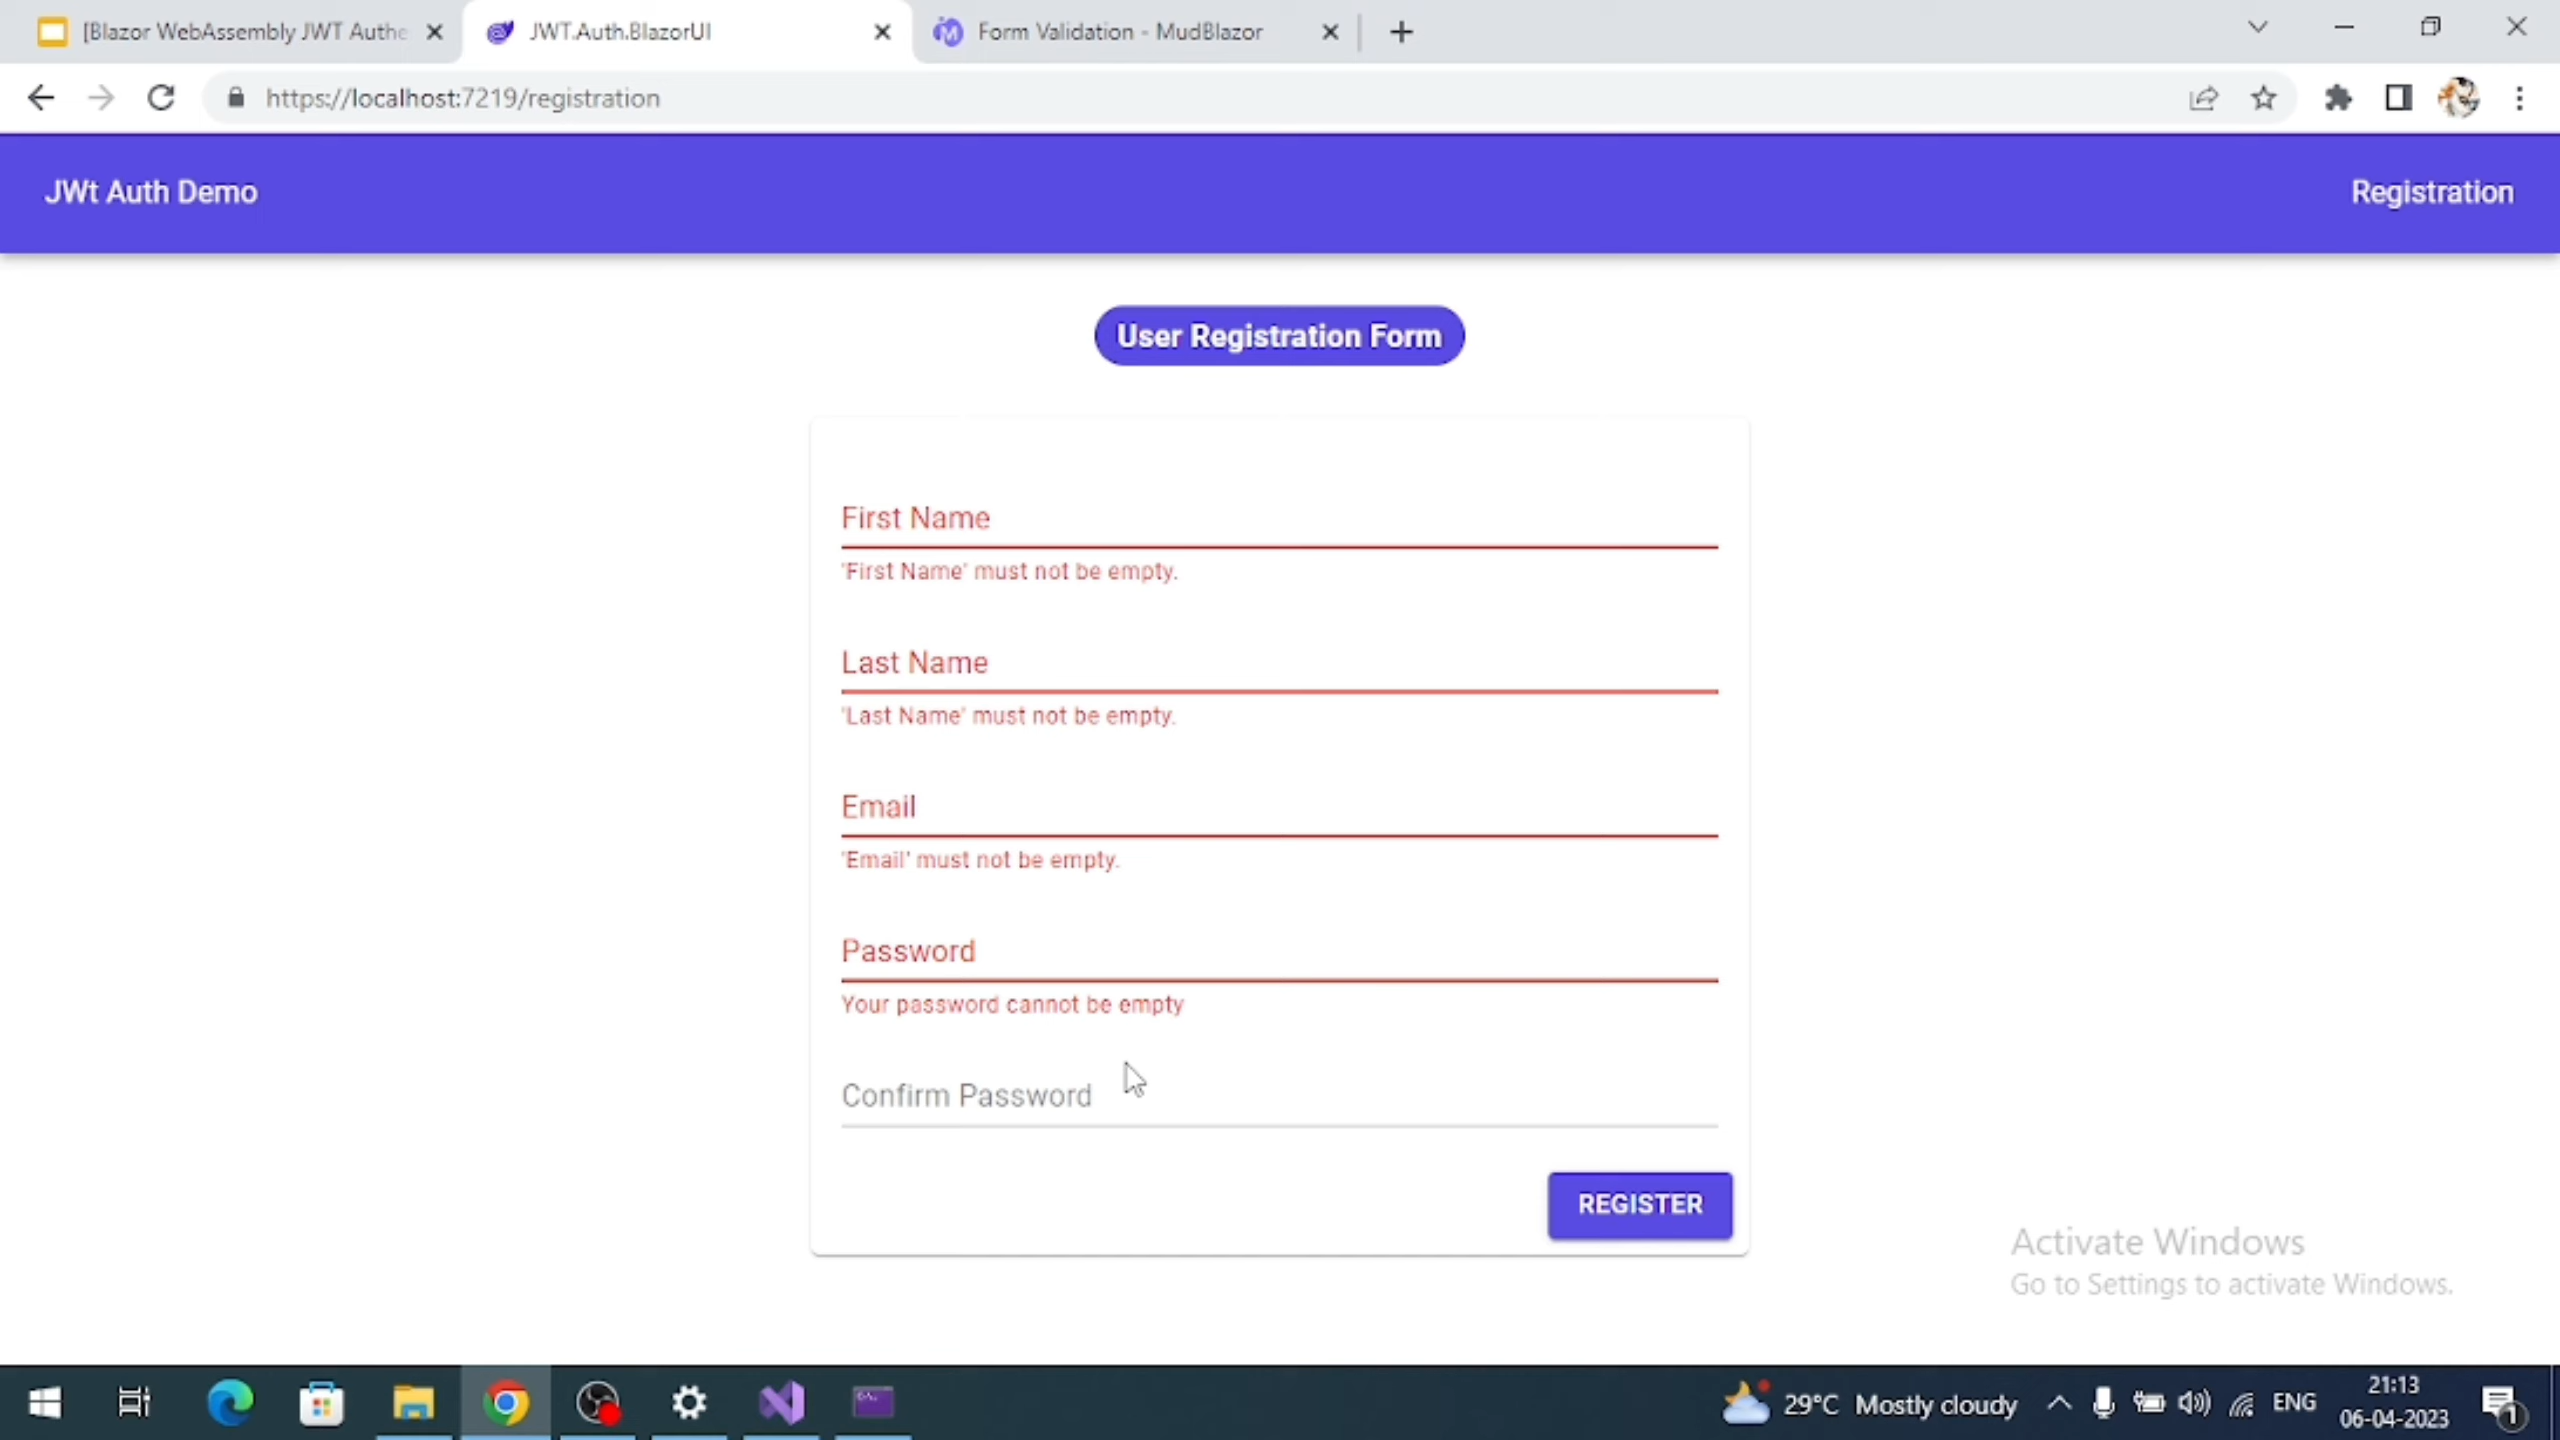 [Blazor WebAssembly JWT Authe
JWT.Auth.BlazorUI
Form Validation - MudBlazor
https://localhost:7219/registration
JWt Auth Demo
Registration
User Registration Form
First Name
'First Name' must not be empty.
Last Name
'Last Name' must not be empty.
Email
'Email' must not be empty.
Password
Your password cannot be empty
Confirm Password
REGISTER
Activate Windows
Go to Settings to activate Windows.
29°C Mostly cloudy
ENG
21:13
06-04-2023
1